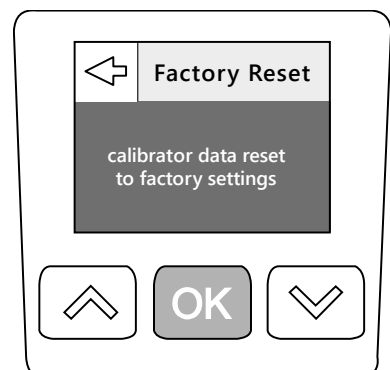 Factory Reset
calibrator data reset
to factory settings
OK